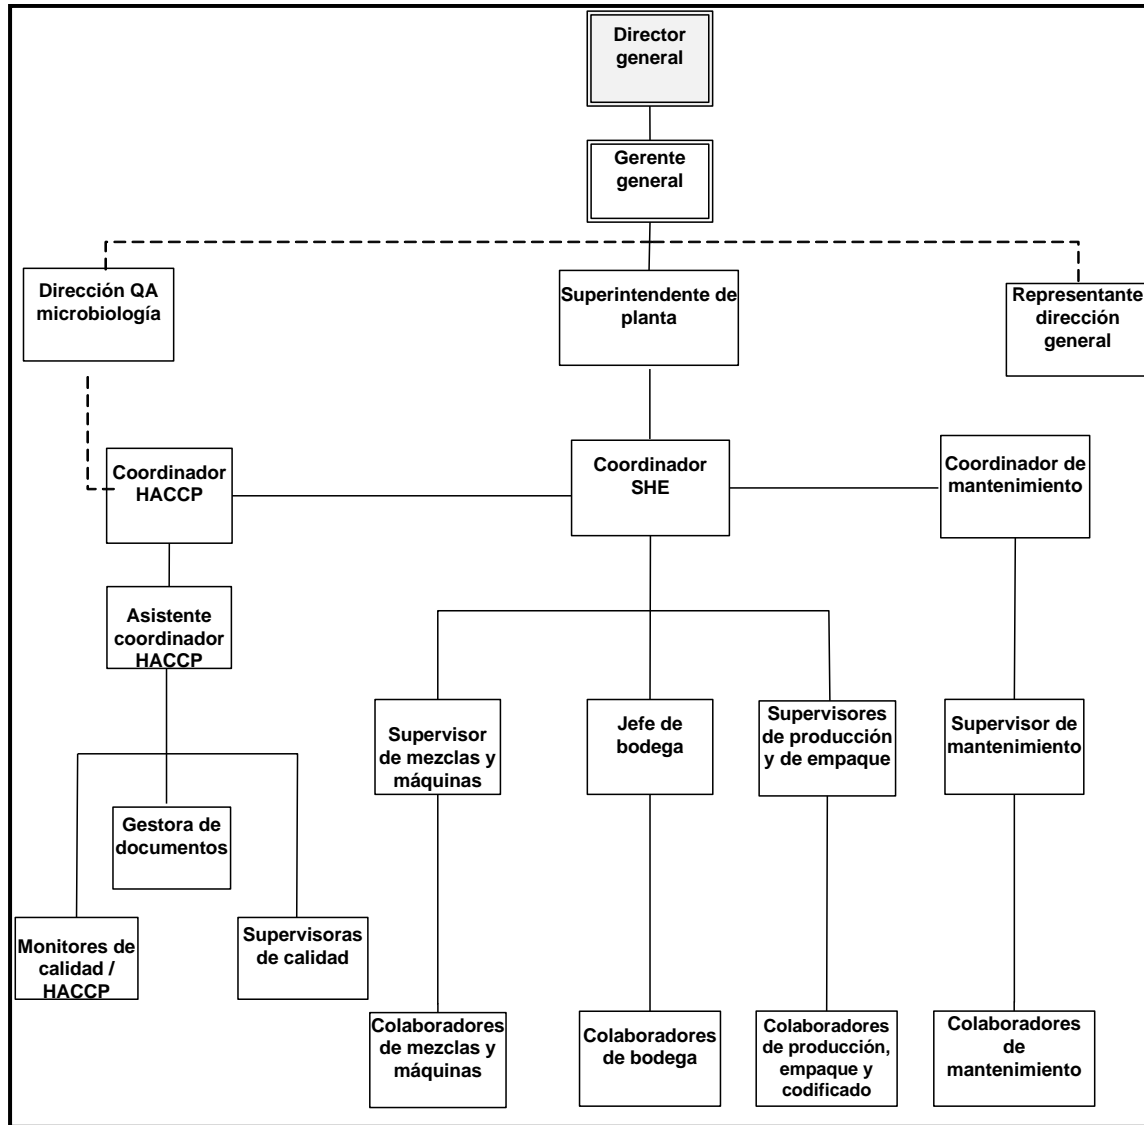 Director
general
Gerente
general
Dirección QA
microbiología
Superintendente de
planta
Representante
dirección
general
Coordinador
HACCP
Coordinador
SHE
Coordinador de
mantenimiento
Asistente
coordinador
HACCP
Supervisor
de mezclas y
máquinas
Jefe de
bodega
Supervisores
de producción
y de empaque
Supervisor de
mantenimiento
Gestora de
documentos
Monitores de
calidad /
HACCP
Supervisoras
de calidad
Colaboradores
de mezclas y
máquinas
Colaboradores
de bodega
Colaboradores
de producción,
empaque y
codificado
Colaboradores
de
mantenimiento